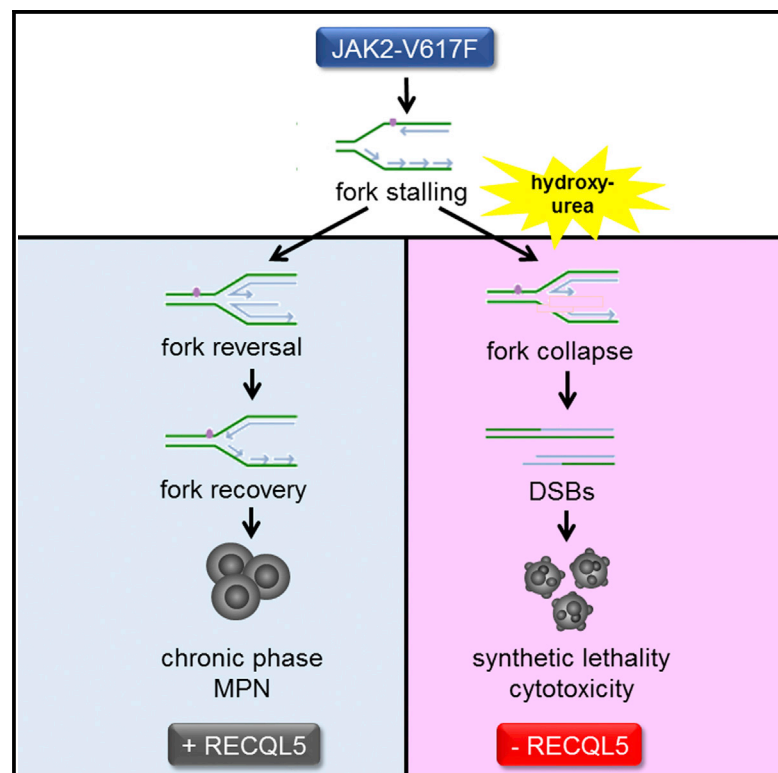 JAK2-V617F
fork stalling
hydroxy-
urea
fork reversal
fork collapse
fork recovery
DSBs
chronic phase
MPN
synthetic lethality
cytotoxicity
+ RECQL5
- RECQL5